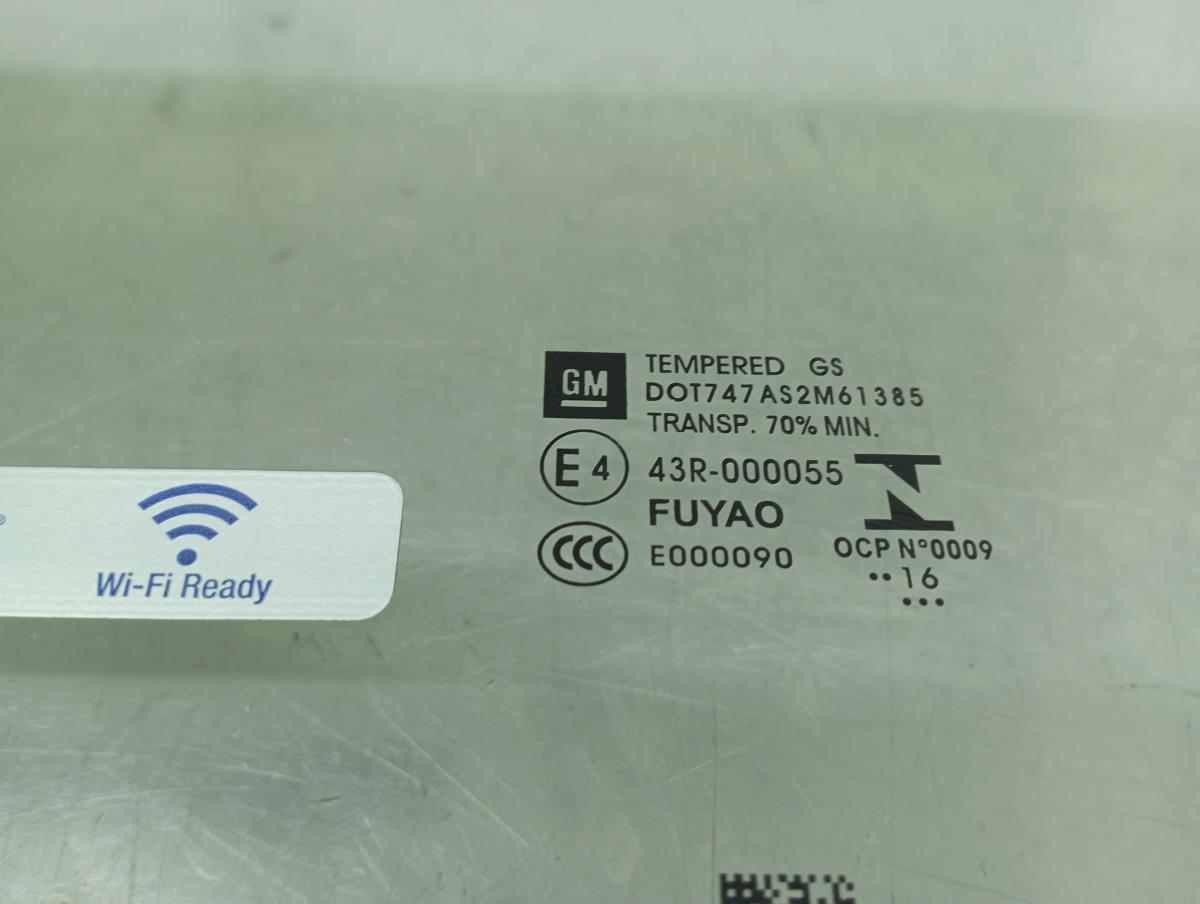 GM
TEMPERED GS
DOT747AS2M61385
TRANSP. 70% MIN.
E4
43R-000055
FUYAO
CCC
E000090
OCP N°0009
••16
•••
Wi-Fi Ready